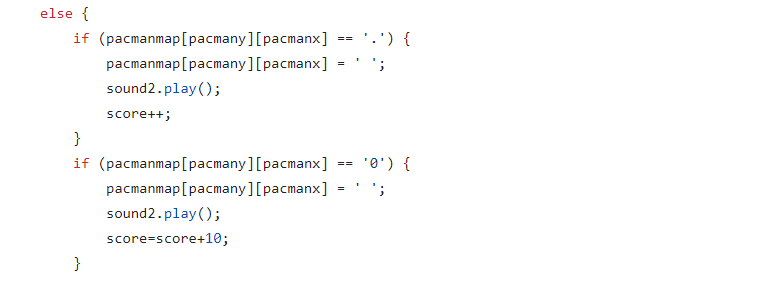 else {
if (pacmanmap[pacmany][pacmanx] == '.') {
pacmanmap[pacmany][pacmanx] = ' ';
sound2.play();
score++;
}
if (pacmanmap[pacmany][pacmanx] == '0') {
pacmanmap[pacmany][pacmanx] = ' ';
sound2.play();
score=score+10;
}